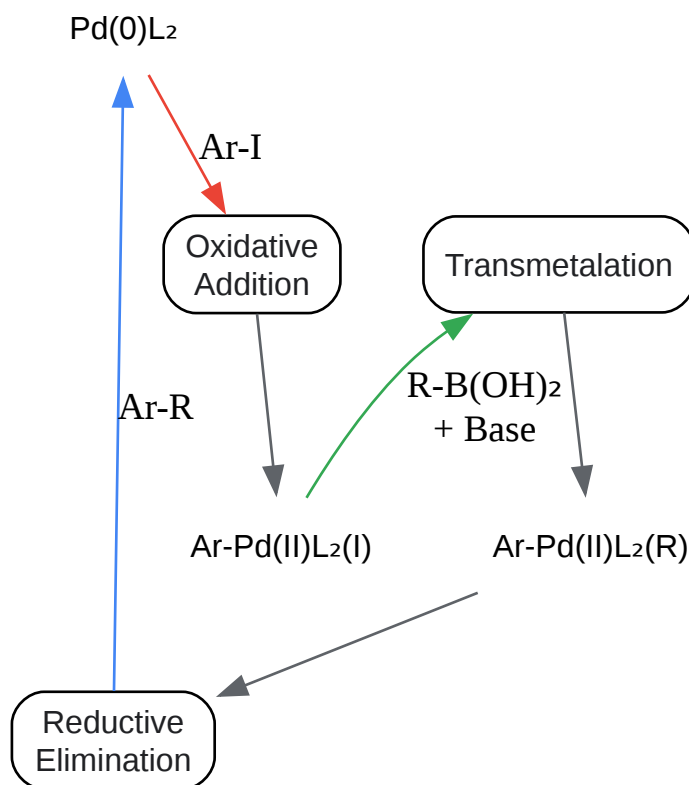 Pd(0)L₂
Ar-I
Oxidative
Addition
Transmetalation
Ar-R
R-B(OH)₂
+ Base
Ar-Pd(II)L₂(I)
Ar-Pd(II)L₂(R)
Reductive
Elimination